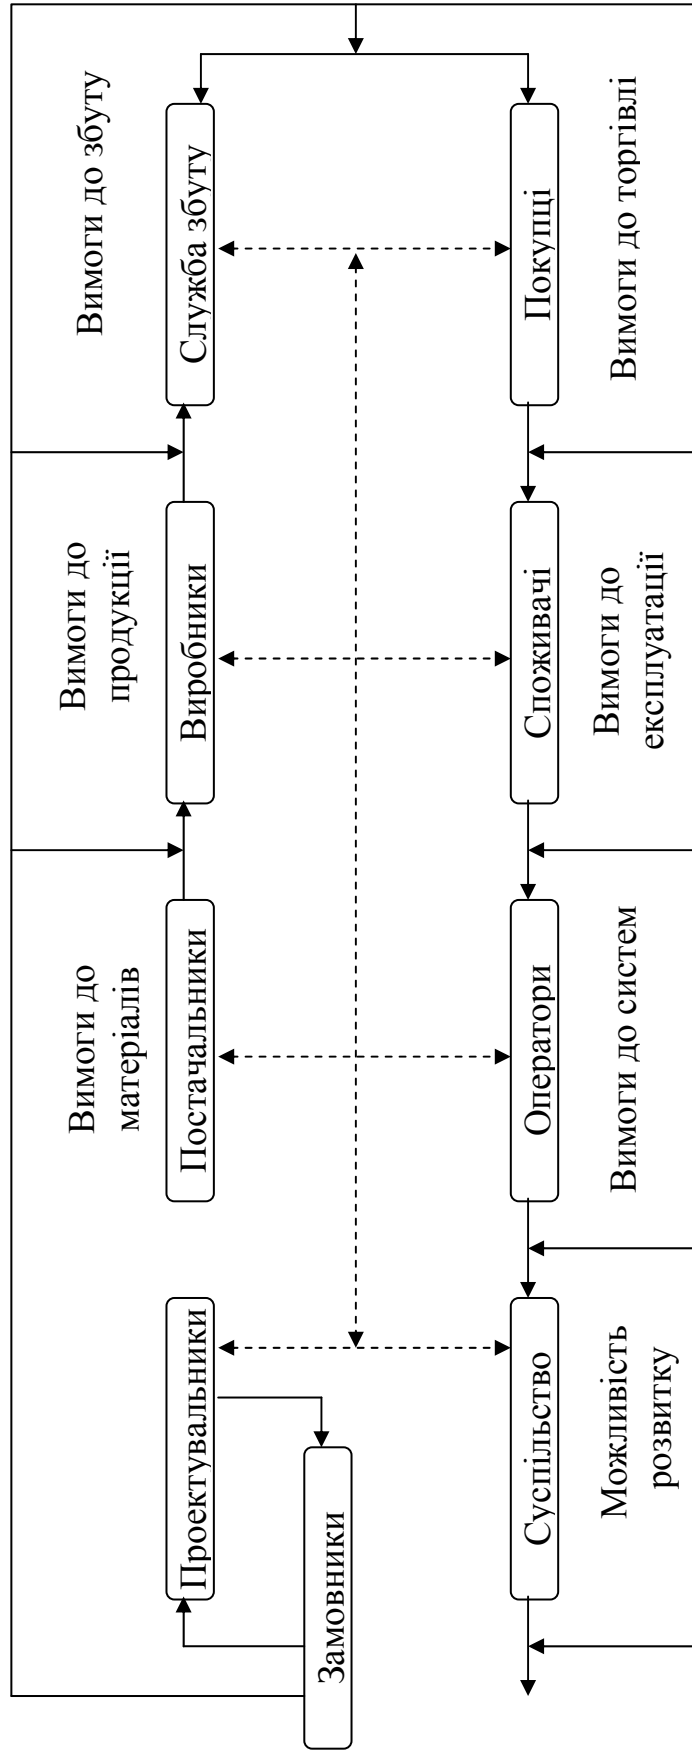 Вимоги до
матеріалів
Вимоги до
продукції
Вимоги до збуту
Проектувальники
Постачальники
Виробники
Служба збуту
Замовники
Суспільство
Оператори
Споживачі
Покупці
Можливість
розвитку
Вимоги до систем
Вимоги до
експлуатації
Вимоги до торгівлі